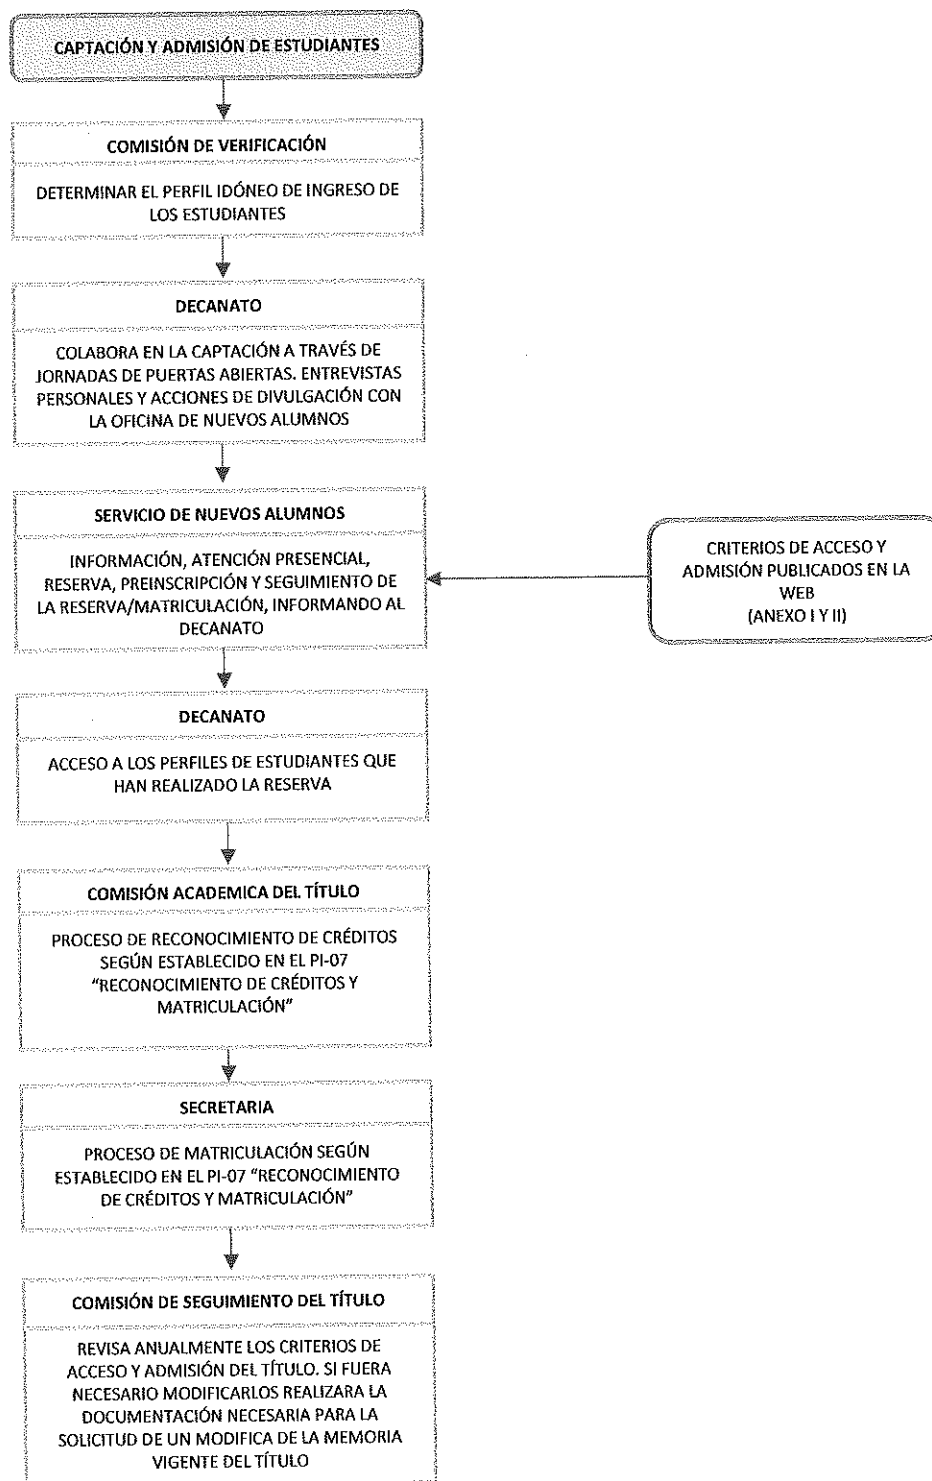 CAPTACIÓN Y ADMISIÓN DE ESTUDIANTES
COMISIÓN DE VERIFICACIÓN
DETERMINAR EL PERFIL IDÓNEO DE INGRESO DE
LOS ESTUDIANTES
DECANATO
COLABORA EN LA CAPTACIÓN A TRAVÉS DE
JORNADAS DE PUERTAS ABIERTAS. ENTREVISTAS
PERSONALES Y ACCIONES DE DIVULGACIÓN CON
LA OFICINA DE NUEVOS ALUMNOS
SERVICIO DE NUEVOS ALUMNOS
INFORMACIÓN, ATENCIÓN PRESENCIAL,
RESERVA, PREINSCRIPCIÓN Y SEGUIMIENTO DE
LA RESERVA/MATRICULACIÓN, INFORMANDO AL
DECANATO
CRITERIOS DE ACCESO Y
ADMISIÓN PUBLICADOS EN LA
WEB
(ANEXO I Y II)
DECANATO
ACCESO A LOS PERFILES DE ESTUDIANTES QUE
HAN REALIZADO LA RESERVA
COMISIÓN ACADEMICA DEL TÍTULO
PROCESO DE RECONOCIMIENTO DE CRÉDITOS
SEGÚN ESTABLECIDO EN EL PI-07
“RECONOCIMIENTO DE CRÉDITOS Y
MATRICULACIÓN”
SECRETARIA
PROCESO DE MATRICULACIÓN SEGÚN
ESTABLECIDO EN EL PI-07 “RECONOCIMIENTO
DE CRÉDITOS Y MATRICULACIÓN”
COMISIÓN DE SEGUIMIENTO DEL TÍTULO
REVISA ANUALMENTE LOS CRITERIOS DE
ACCESO Y ADMISIÓN DEL TÍTULO. SI FUERA
NECESARIO MODIFICARLOS REALIZARA LA
DOCUMENTACIÓN NECESARIA PARA LA
SOLICITUD DE UN MODIFICA DE LA MEMORIA
VIGENTE DEL TÍTULO